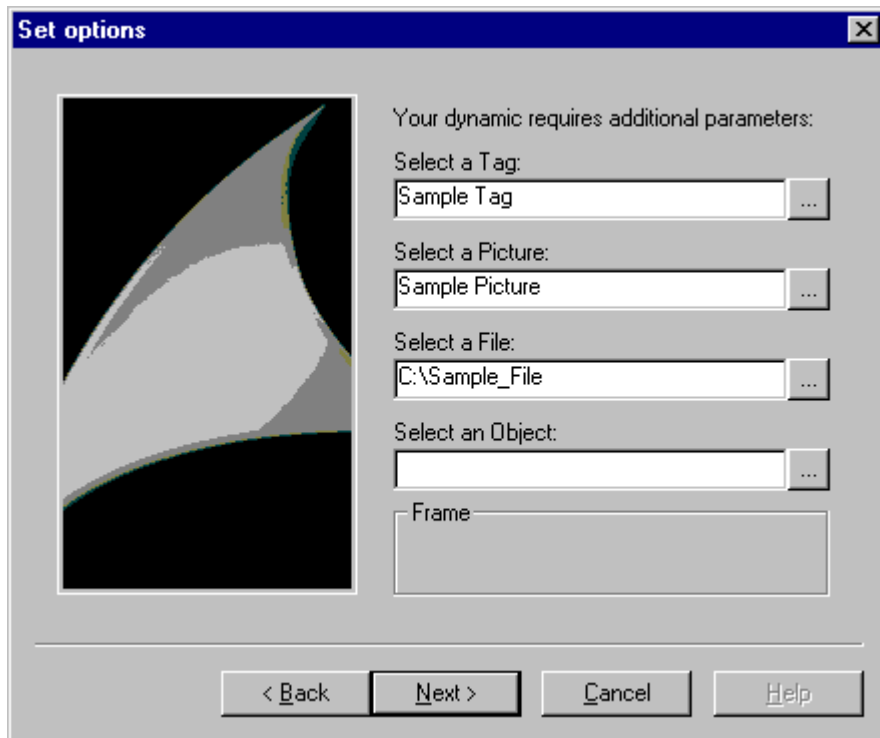 Set options
Your dynamic requires additional parameters:
Select a Tag:
Sample Tag
...
Select a Picture:
Sample Picture
...
Select a File:
C:\Sample_File
...
Select an Object:
...
Frame
< Back
Next >
Cancel
Help